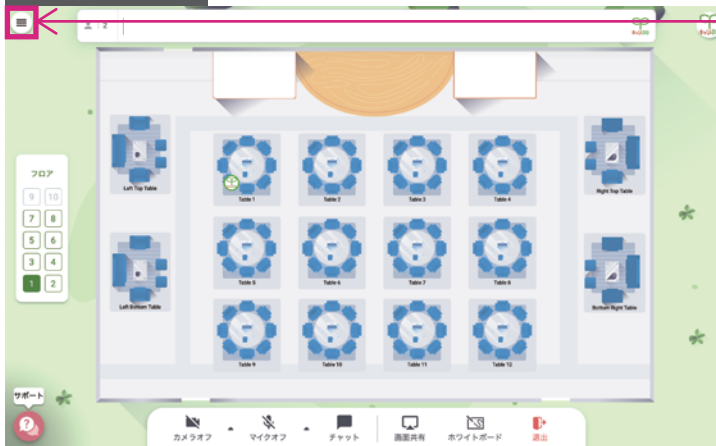 2
フロア
9 10
7 8
5 6
3 4
1 2
Left Top Table
Table 1
Table 2
Table 3
Table 4
Right Top Table
Left Bottom Table
Table 5
Table 6
Table 7
Table 8
Bottom Right Table
Table 9
Table 10
Table 11
Table 12
サポート
カメラオフ
マイクオフ
チャット
画面共有
ホワイトボード
退出